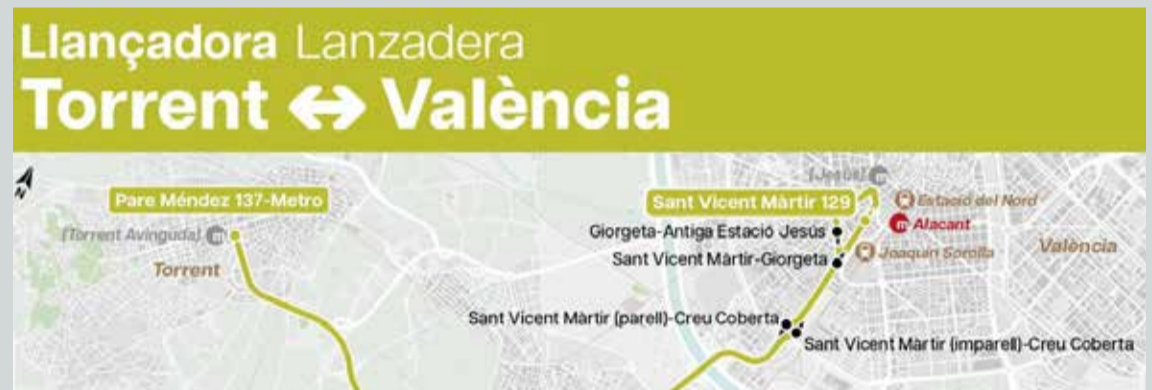 Llançadora Lanzadera
Torrent ↔ València
N
(Jesús) m
Pare Méndez 137-Metro
Sant Vicent Màrtir 129
Estació del Nord
m Alacant
Giorgeta-Antiga Estació Jesús
(Torrent Avinguda) m
València
Joaquín Sorolla
Sant Vicent Màrtir-Giorgeta
Torrent
Sant Vicent Màrtir (parell)-Creu Coberta
Sant Vicent Màrtir (imparell)-Creu Coberta